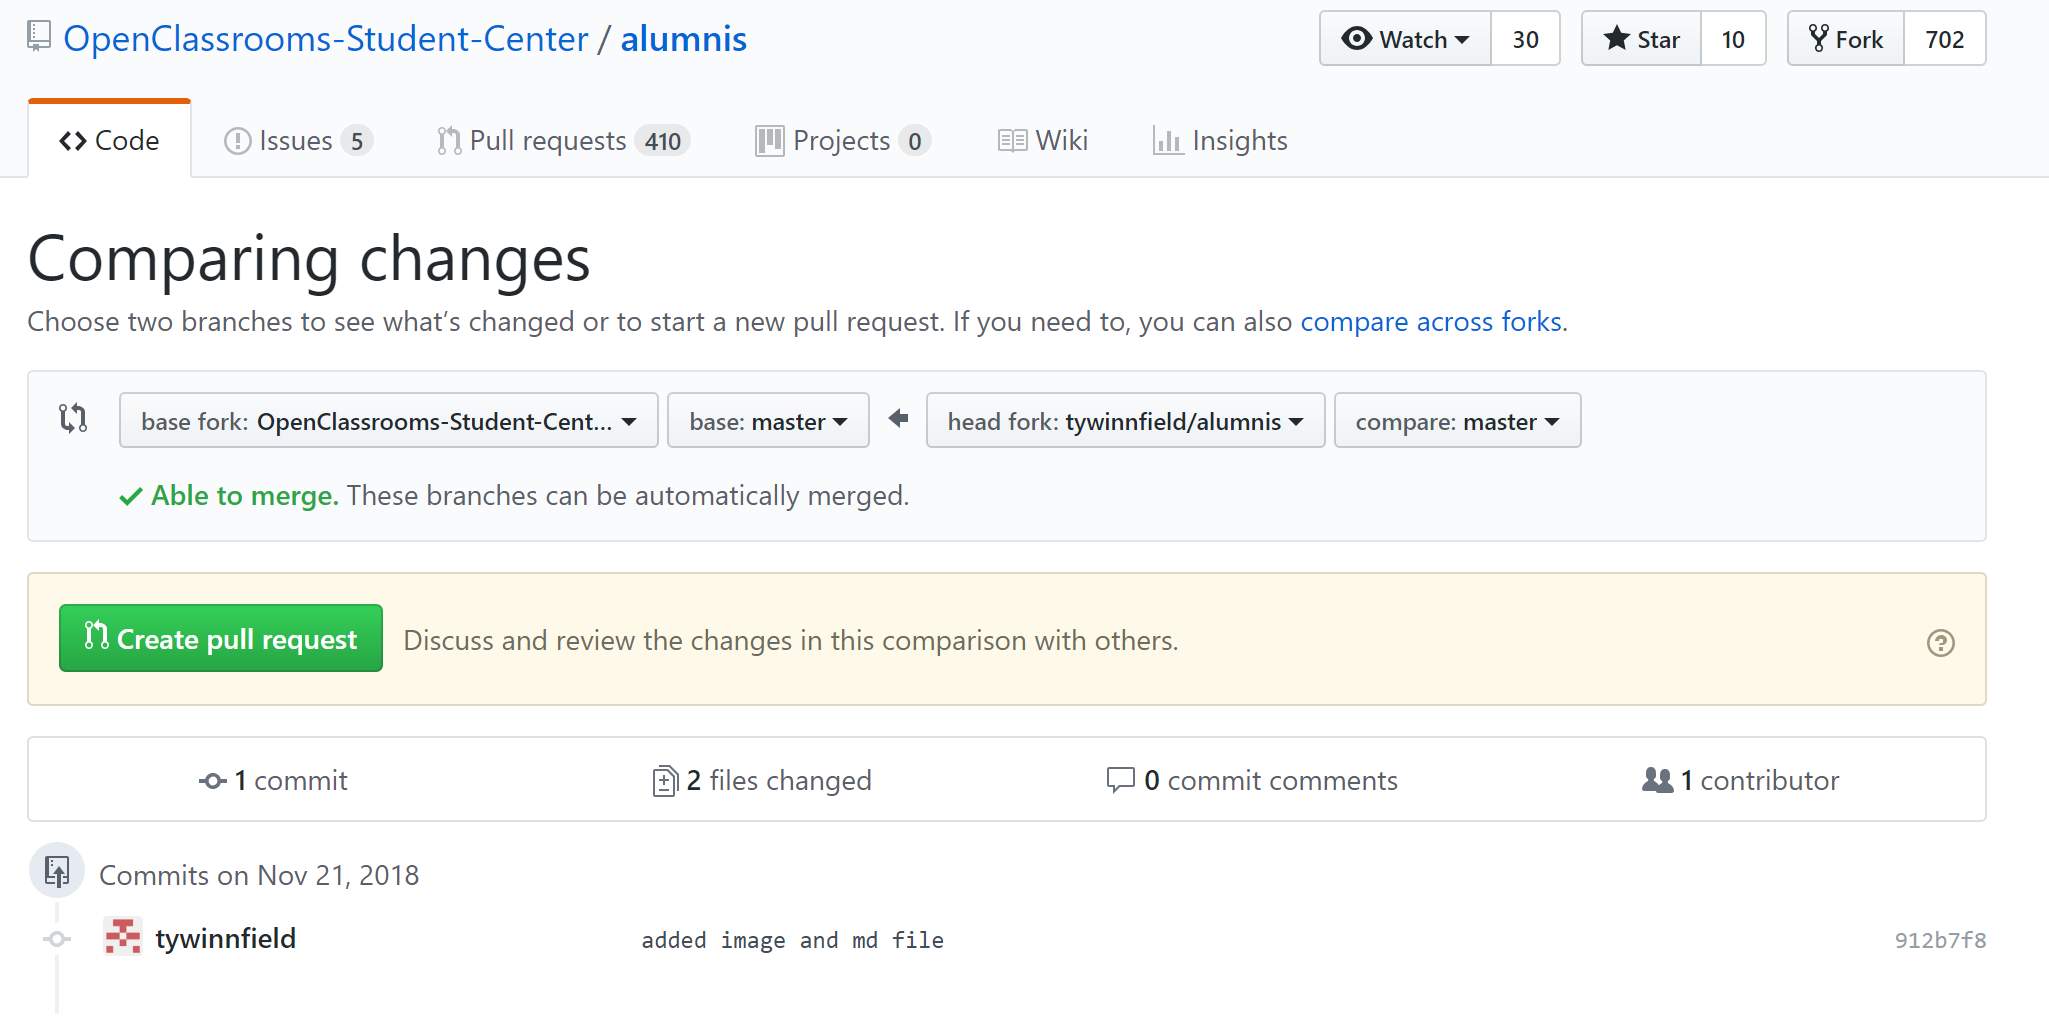 OpenClassrooms-Student-Center / alumnis
Watch 30 Star 10 Fork 702
Code Issues 5 Pull requests 410 Projects 0 Wiki Insights
Comparing changes
Choose two branches to see what's changed or to start a new pull request. If you need to, you can also compare across forks.
base fork: OpenClassrooms-Student-Cent... base: master head fork: tywinnfield/alumnis compare: master
Able to merge. These branches can be automatically merged.
Create pull request Discuss and review the changes in this comparison with others.
1 commit 2 files changed 0 commit comments 1 contributor
Commits on Nov 21, 2018
tywinnfield added image and md file 912b7f8